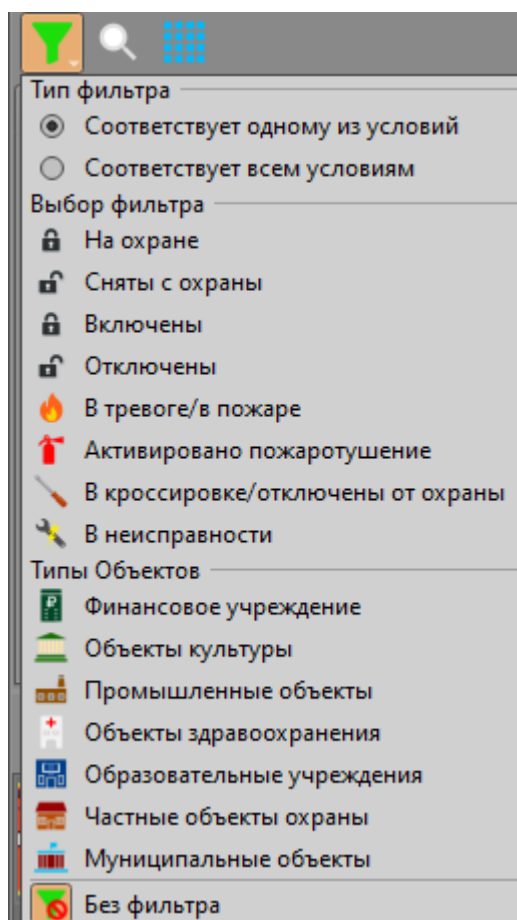 Тип фильтра
Соответствует одному из условий
Соответствует всем условиям
Выбор фильтра
На охране
Сняты с охраны
Включены
Отключены
В тревоге/в пожаре
Активировано пожаротушение
В кроссировке/отключены от охраны
В неисправности
Типы Объектов
Финансовое учреждение
Объекты культуры
Промышленные объекты
Объекты здравоохранения
Образовательные учреждения
Частные объекты охраны
Муниципальные объекты
Без фильтра